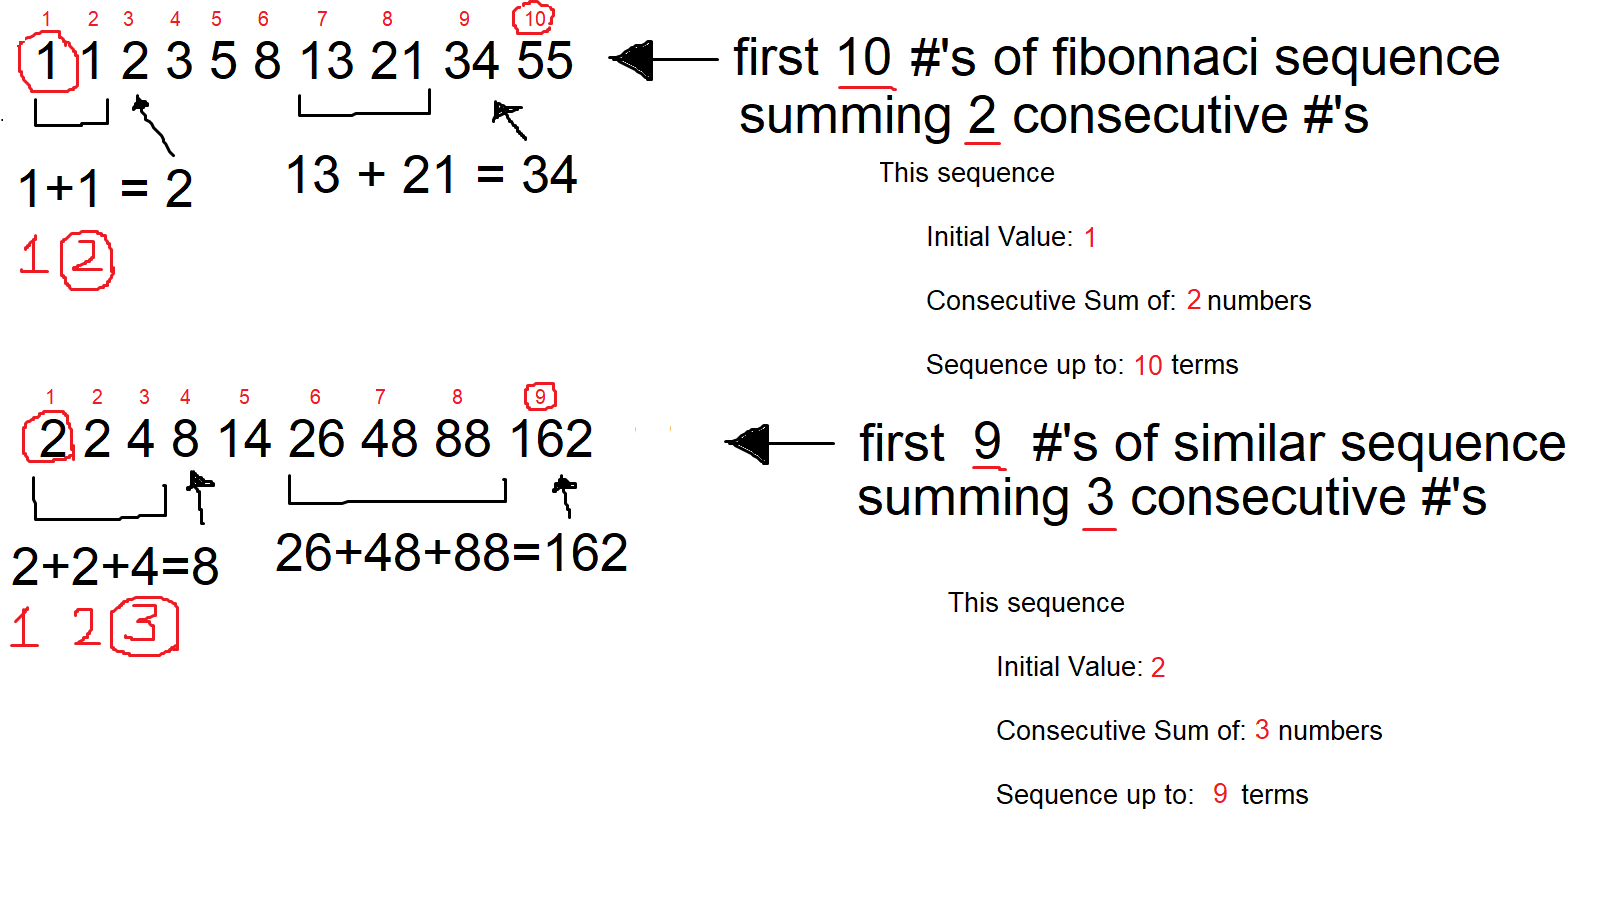 1 2 3 4 5 6 7 8 9 10
1 1 2 3 5 8 13 21 34 55
first 10 #'s of fibonnaci sequence
summing 2 consecutive #'s
1+1 = 2
13 + 21 = 34
1 2
This sequence
Initial Value: 1
Consecutive Sum of: 2 numbers
Sequence up to: 10 terms
1 2 3 4 5 6 7 8 9
2 2 4 8 14 26 48 88 162
first 9 #'s of similar sequence
summing 3 consecutive #'s
2+2+4=8
26+48+88=162
1 2 3
This sequence
Initial Value: 2
Consecutive Sum of: 3 numbers
Sequence up to: 9 terms